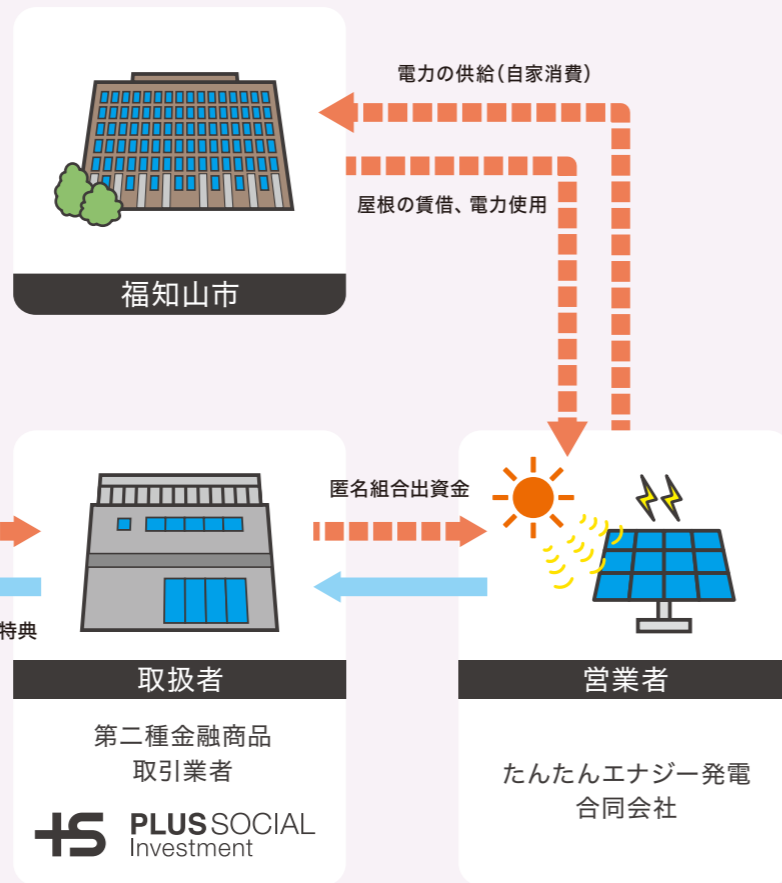 電力の供給(自家消費)
屋根の賃借、電力使用
福知山市
匿名組合出資金
特典
取扱者
第二種金融商品
取引業者
+S PLUS SOCIAL
Investment
営業者
たんたんエナジー発電
合同会社